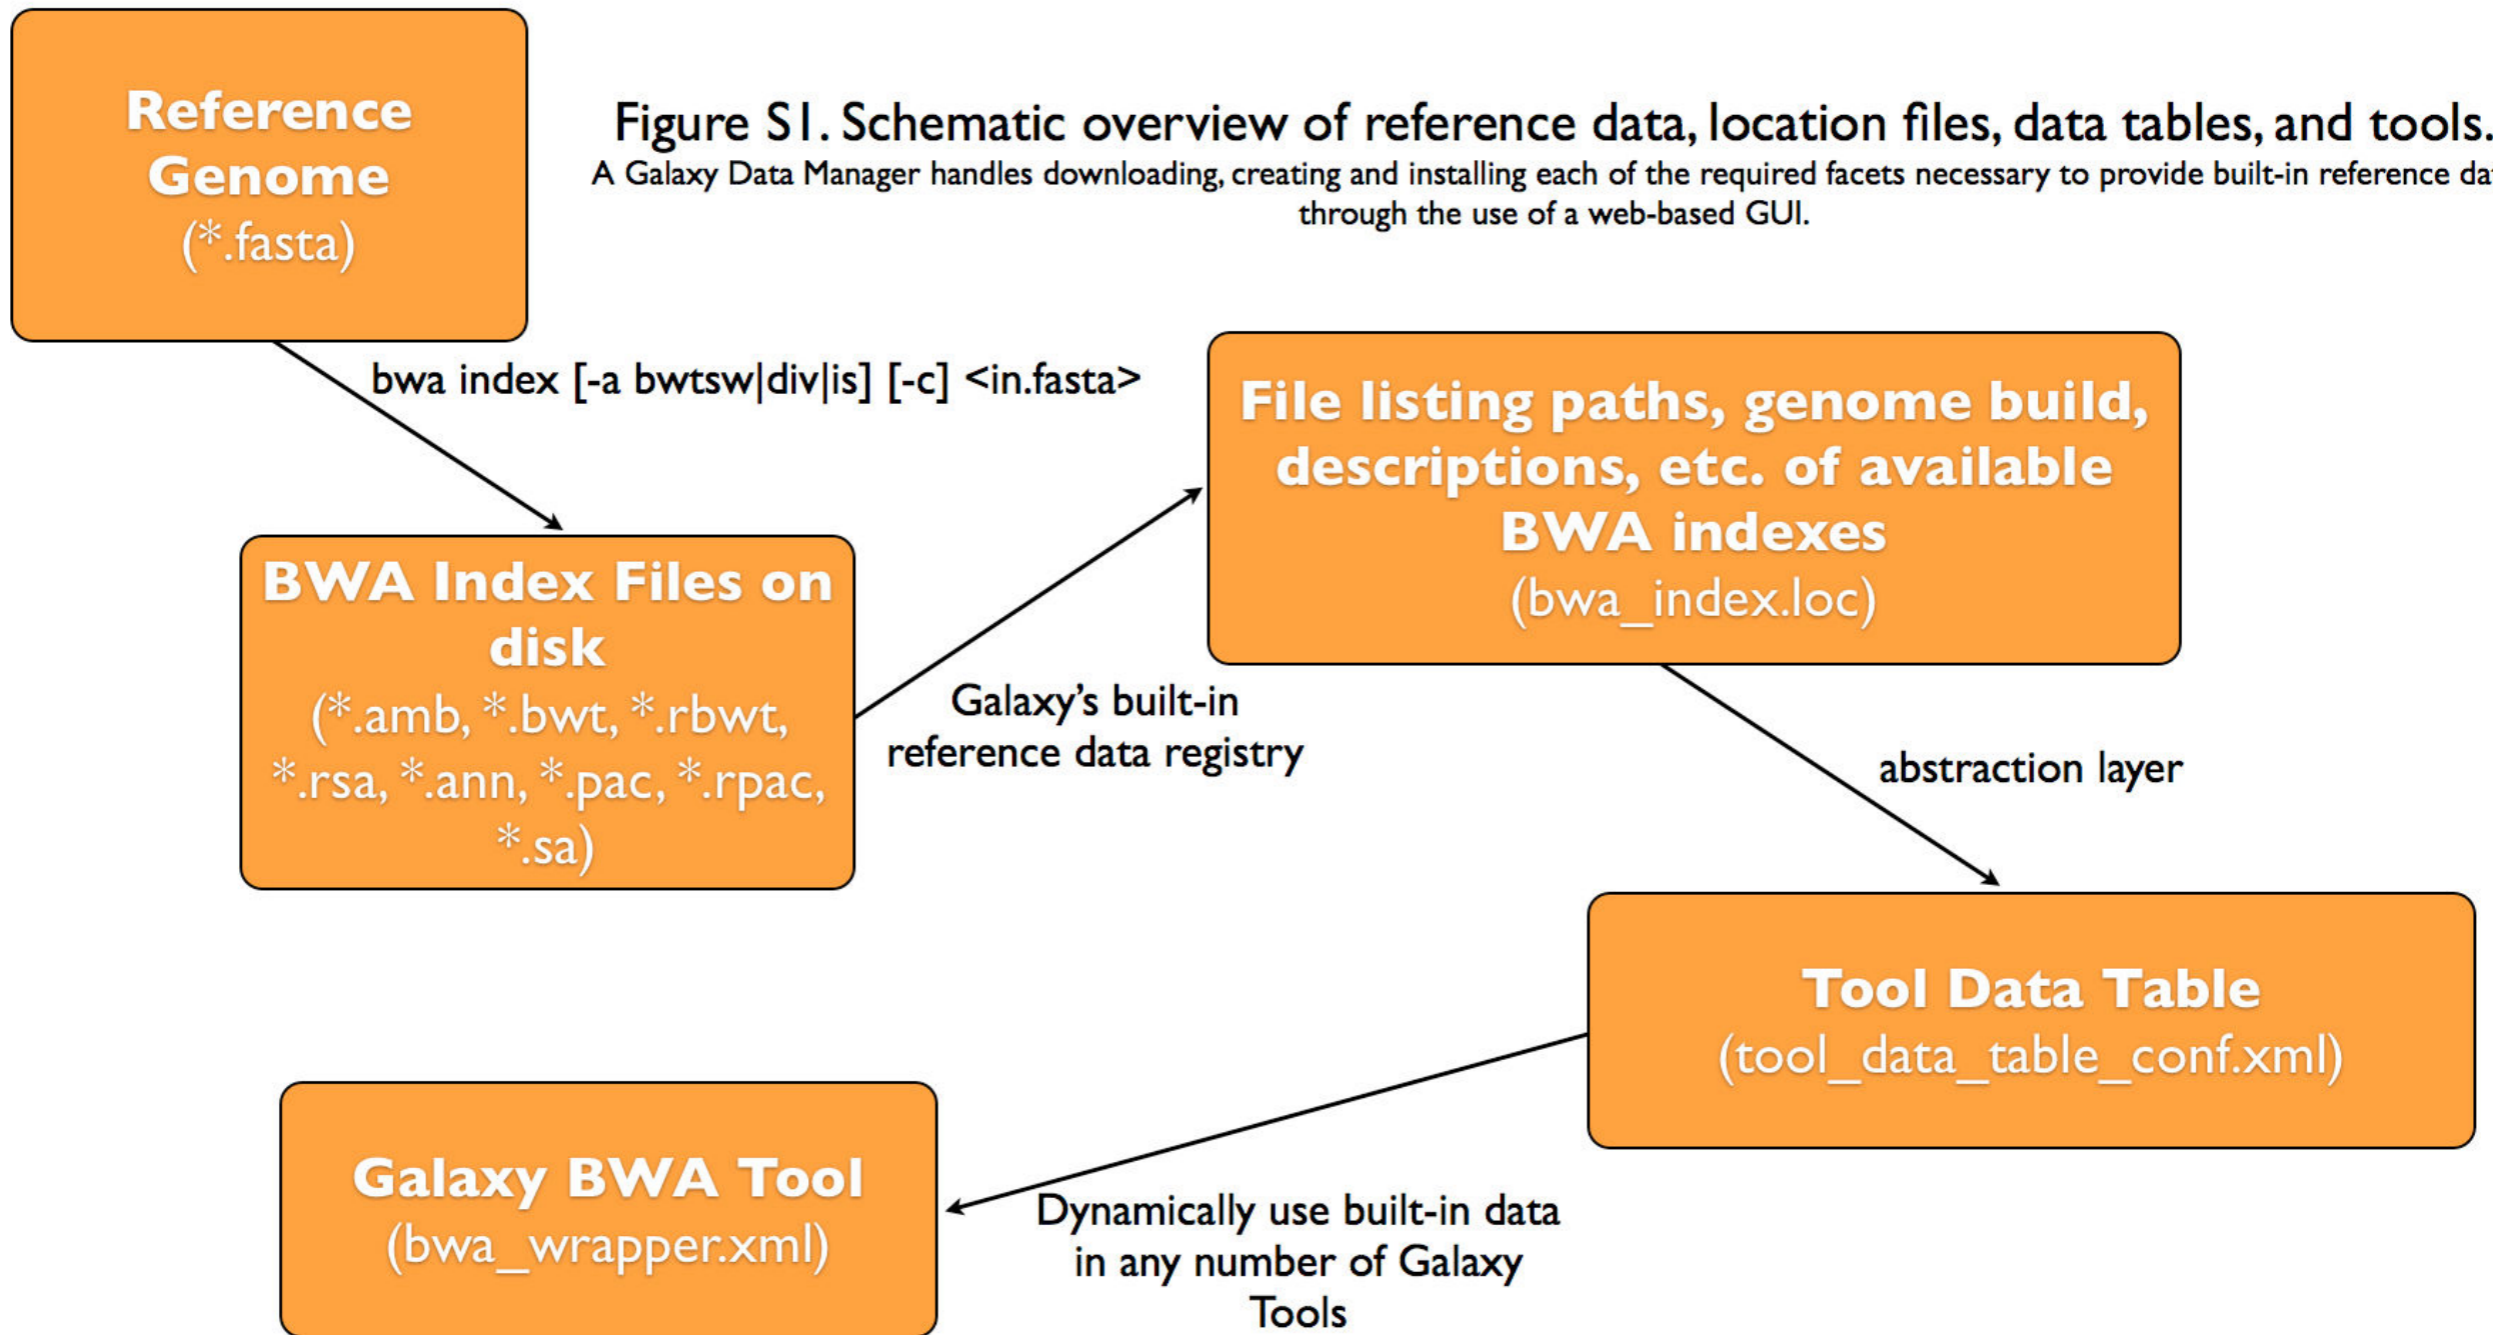 Reference
Genome
(*.fasta)
Figure S1. Schematic overview of reference data, location files, data tables, and tools.
A Galaxy Data Manager handles downloading, creating and installing each of the required facets necessary to provide built-in reference
through the use of a web-based GUI.
bwa index [-a bwtsw|div|is] [-c] <in.fasta>
File listing paths, genome build,
descriptions, etc. of available
BWA indexes
(bwa_index.loc)
BWA Index Files on
disk
(*.amb, *.bwt, *.rbwt,
*.rsa, *.ann, *.pac, *.rpac,
*.sa)
Galaxy’s built-in
reference data registry
abstraction layer
Tool Data Table
(tool_data_table_conf.xml)
Galaxy BWA Tool
(bwa_wrapper.xml)
Dynamically use built-in data
in any number of Galaxy
Tools